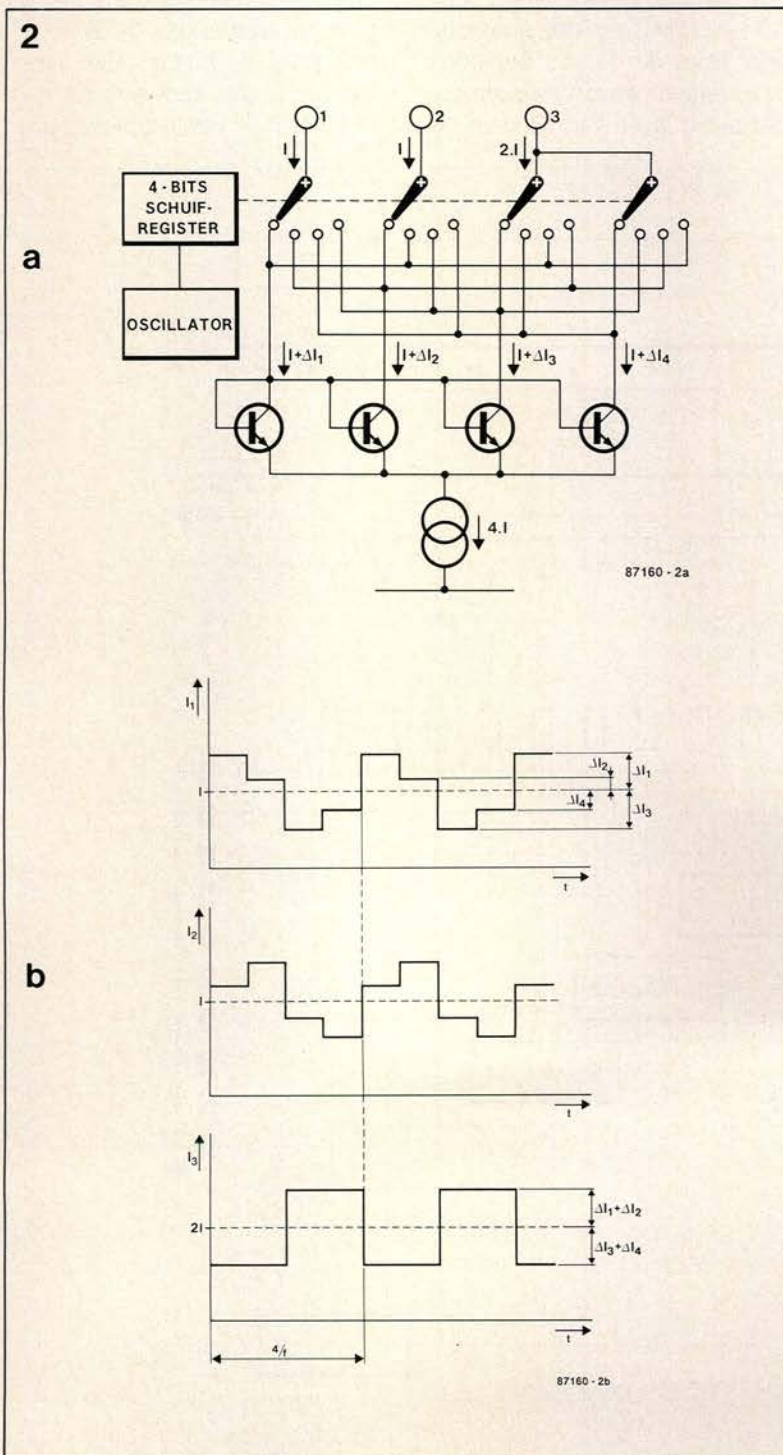 2
1
2
3
I
I
2.I
4-BITS
SCHUIF-
REGISTER
a
OSCILLATOR
I+ΔI₁
I+ΔI₂
I+ΔI₃
I+ΔI₄
4.I
87160 - 2a
I₁
ΔI₂
ΔI₁
I
ΔI₄
ΔI₃
t
I₂
b
I
t
I₃
ΔI₁+ΔI₂
2I
ΔI₃+ΔI₄
t
4/f
87160 - 2b